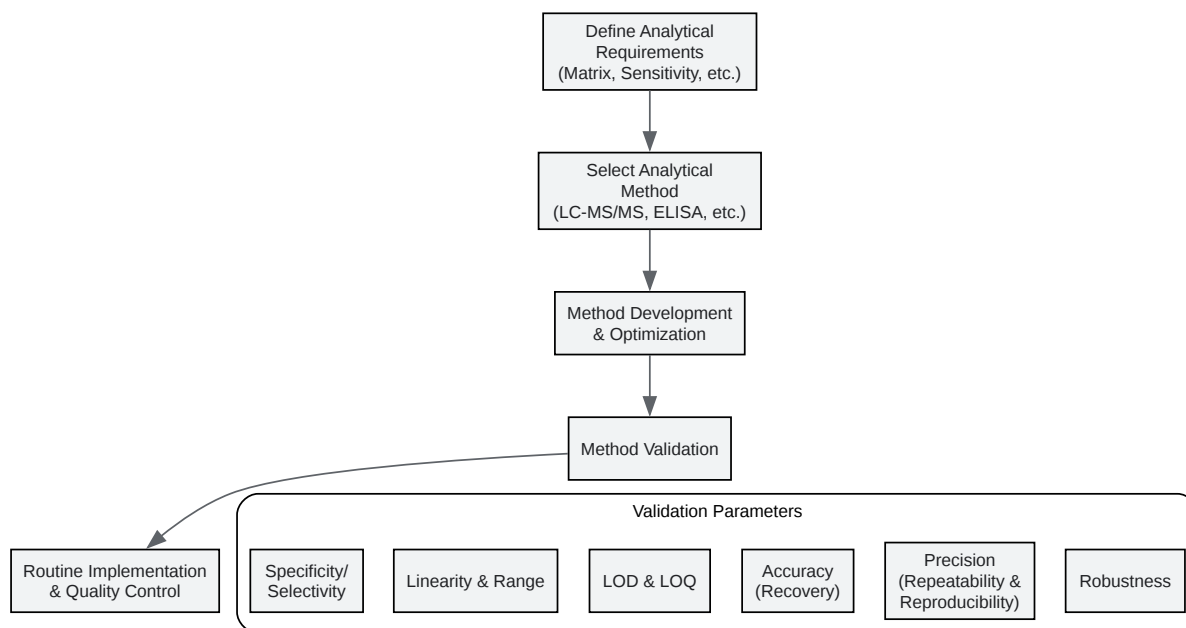 Define Analytical
Requirements
(Matrix, Sensitivity, etc.)
Select Analytical
Method
(LC-MS/MS, ELISA, etc.)
Method Development
& Optimization
Method Validation
Validation Parameters
Routine Implementation
& Quality Control
Specificity/
Selectivity
Linearity & Range
LOD & LOQ
Accuracy
(Recovery)
Precision
(Repeatability &
Reproducibility)
Robustness